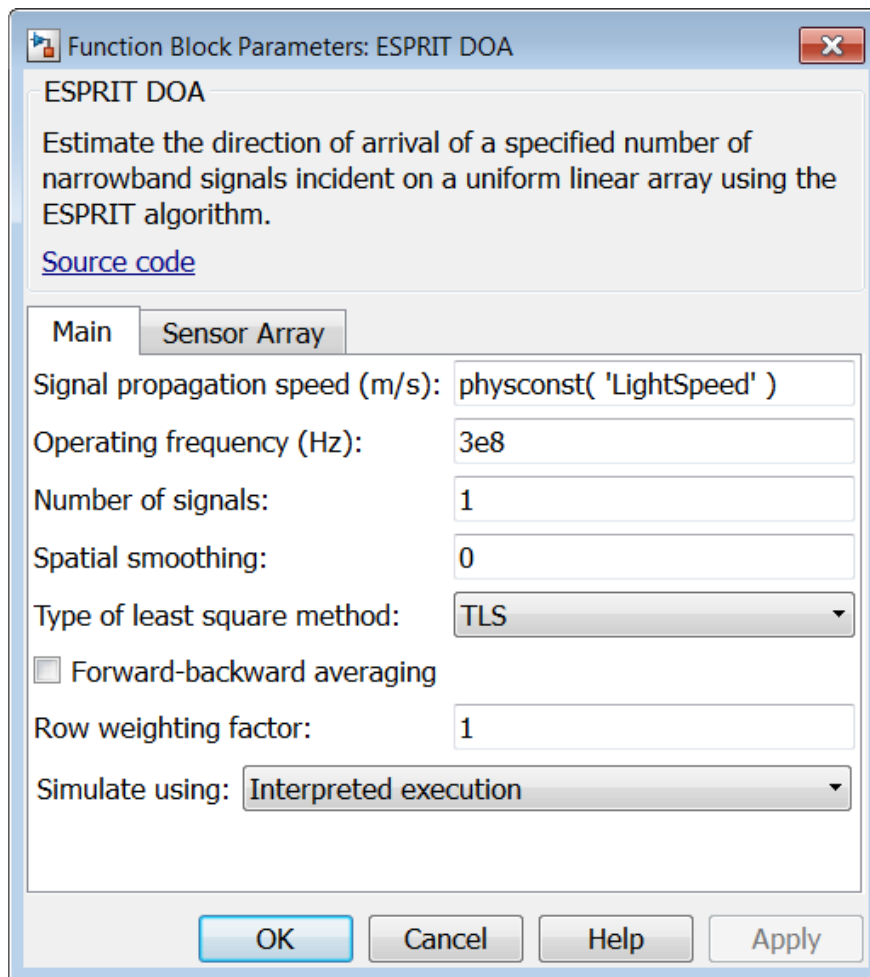 Function Block Parameters: ESPRIT DOA
ESPRIT DOA
Estimate the direction of arrival of a specified number of
narrowband signals incident on a uniform linear array using the
ESPRIT algorithm.
Source code
Main Sensor Array
Signal propagation speed (m/s): physconst( 'LightSpeed' )
Operating frequency (Hz): 3e8
Number of signals: 1
Spatial smoothing: 0
Type of least square method: TLS
Forward-backward averaging
Row weighting factor: 1
Simulate using: Interpreted execution
OK Cancel Help Apply